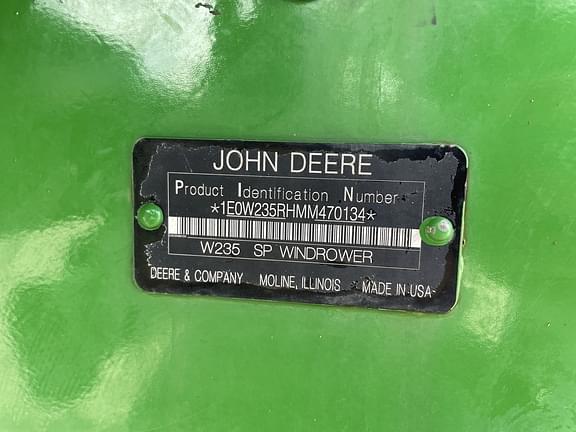 JOHN DEERE
Product Identification Number
*1E0W235RHMM470134*
W235 SP WINDROWER
DEERE & COMPANY MOLINE, ILLINOIS MADE IN USA